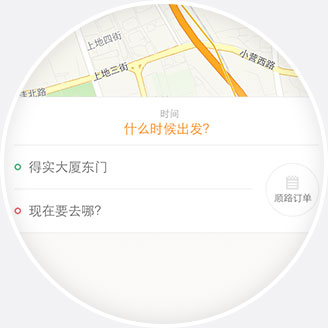 上地四街
小营西路
上地三街
北路
时间
什么时候出发?
得实大厦东门
顺路订单
现在要去哪?